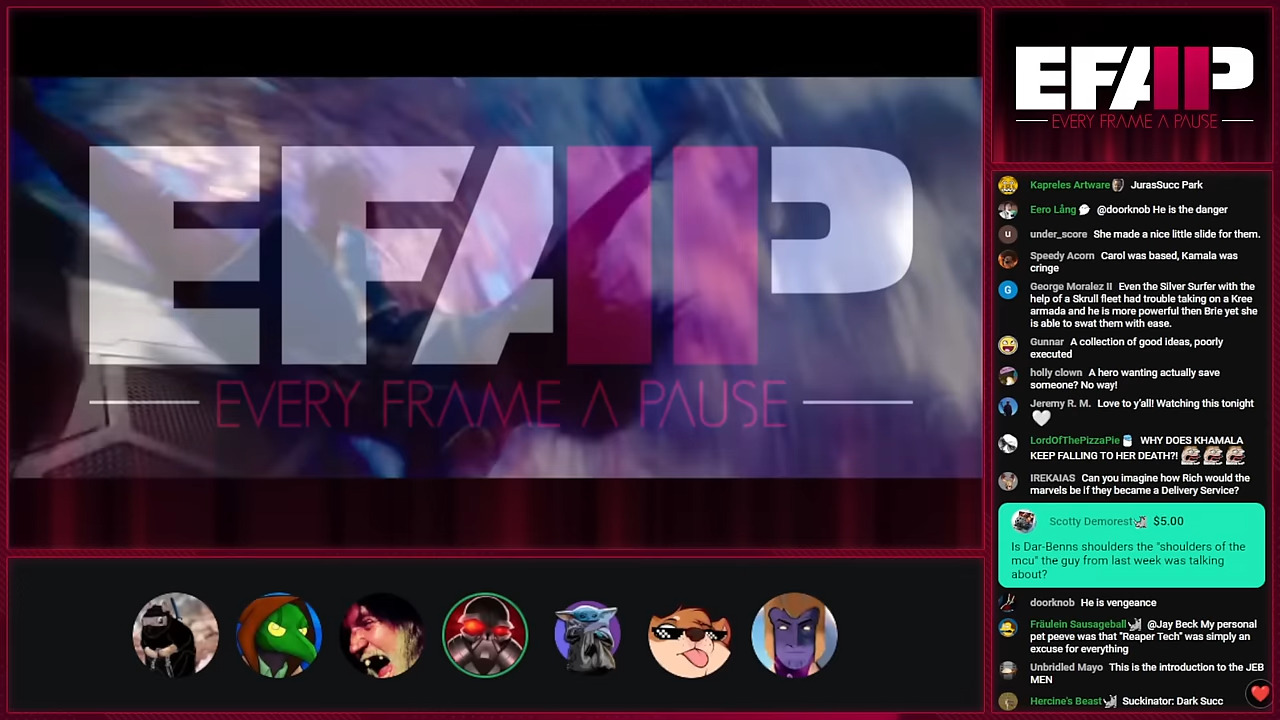 EFAP
EVERY FRAME A PAUSE
EFAP
EVERY FRAME A PAUSE
Kapreles Artware JurasSucc Park
Eero Lång @doorknob He is the danger
u under_score She made a nice little slide for them.
Speedy Acorn Carol was based, Kamala was
cringe
G George Moralez II Even the Silver Surfer with the
help of a Skrull fleet had trouble taking on a Kree
armada and he is more powerful then Brie yet she
is able to swat them with ease.
Gunnar A collection of good ideas, poorly
executed
holly clown A hero wanting actually save
someone? No way!
Jeremy R. M. Love to y'all! Watching this tonight
LordOfThePizzaPie WHY DOES KHAMALA
KEEP FALLING TO HER DEATH?!
IREKAIAS Can you imagine how Rich would the
marvels be if they became a Delivery Service?
Scotty Demorest $5.00
Is Dar-Benns shoulders the "shoulders of the
mcu" the guy from last week was talking
about?
doorknob He is vengeance
Fräulein Sausageball @Jay Beck My personal
pet peeve was that "Reaper Tech" was simply an
excuse for everything
Unbridled Mayo This is the introduction to the JEB
MEN
Hercine's Beast Suckinator: Dark Succ